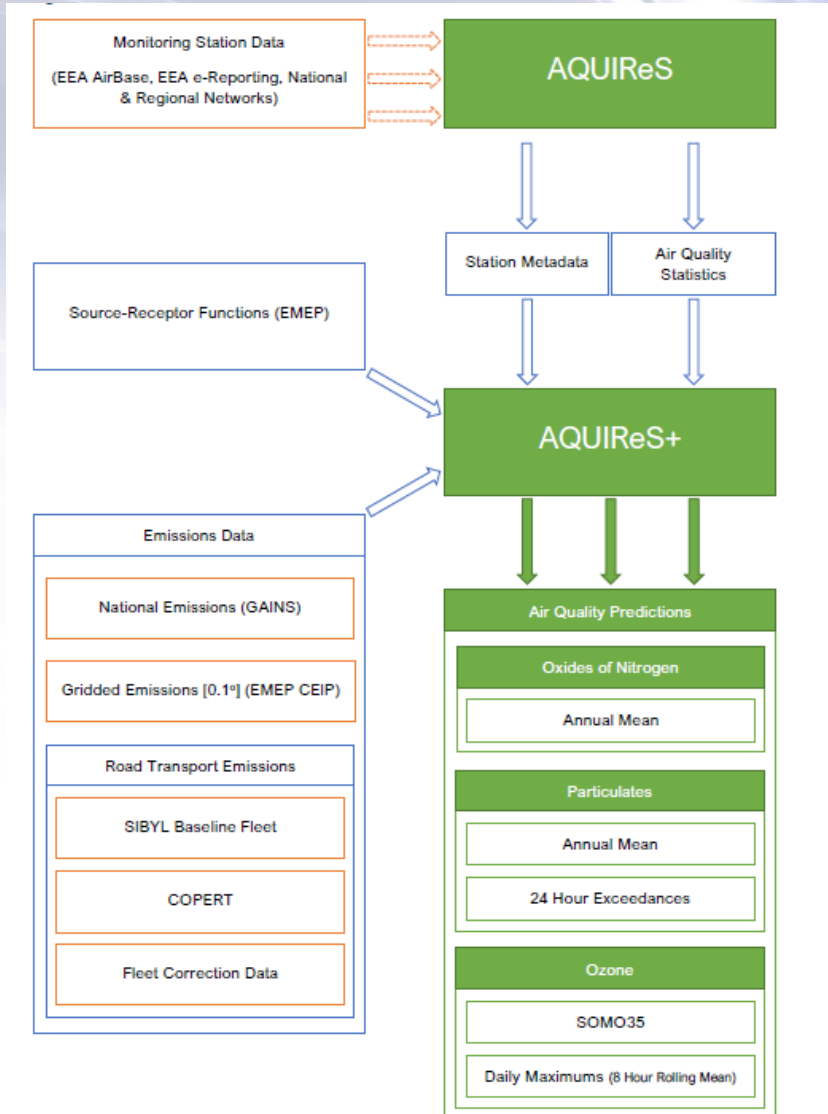 Monitoring Station Data
(EEA AirBase, EEA e-Reporting, National
& Regional Networks)
AQUIReS
Station Metadata
Air Quality
Statistics
Source-Receptor Functions (EMEP)
AQUIReS+
Emissions Data
National Emissions (GAINS)
Gridded Emissions [0.1º] (EMEP CEIP)
Road Transport Emissions
SIBYL Baseline Fleet
COPERT
Fleet Correction Data
Air Quality Predictions
Oxides of Nitrogen
Annual Mean
Particulates
Annual Mean
24 Hour Exceedances
Ozone
SOMO35
Daily Maximums (8 Hour Rolling Mean)